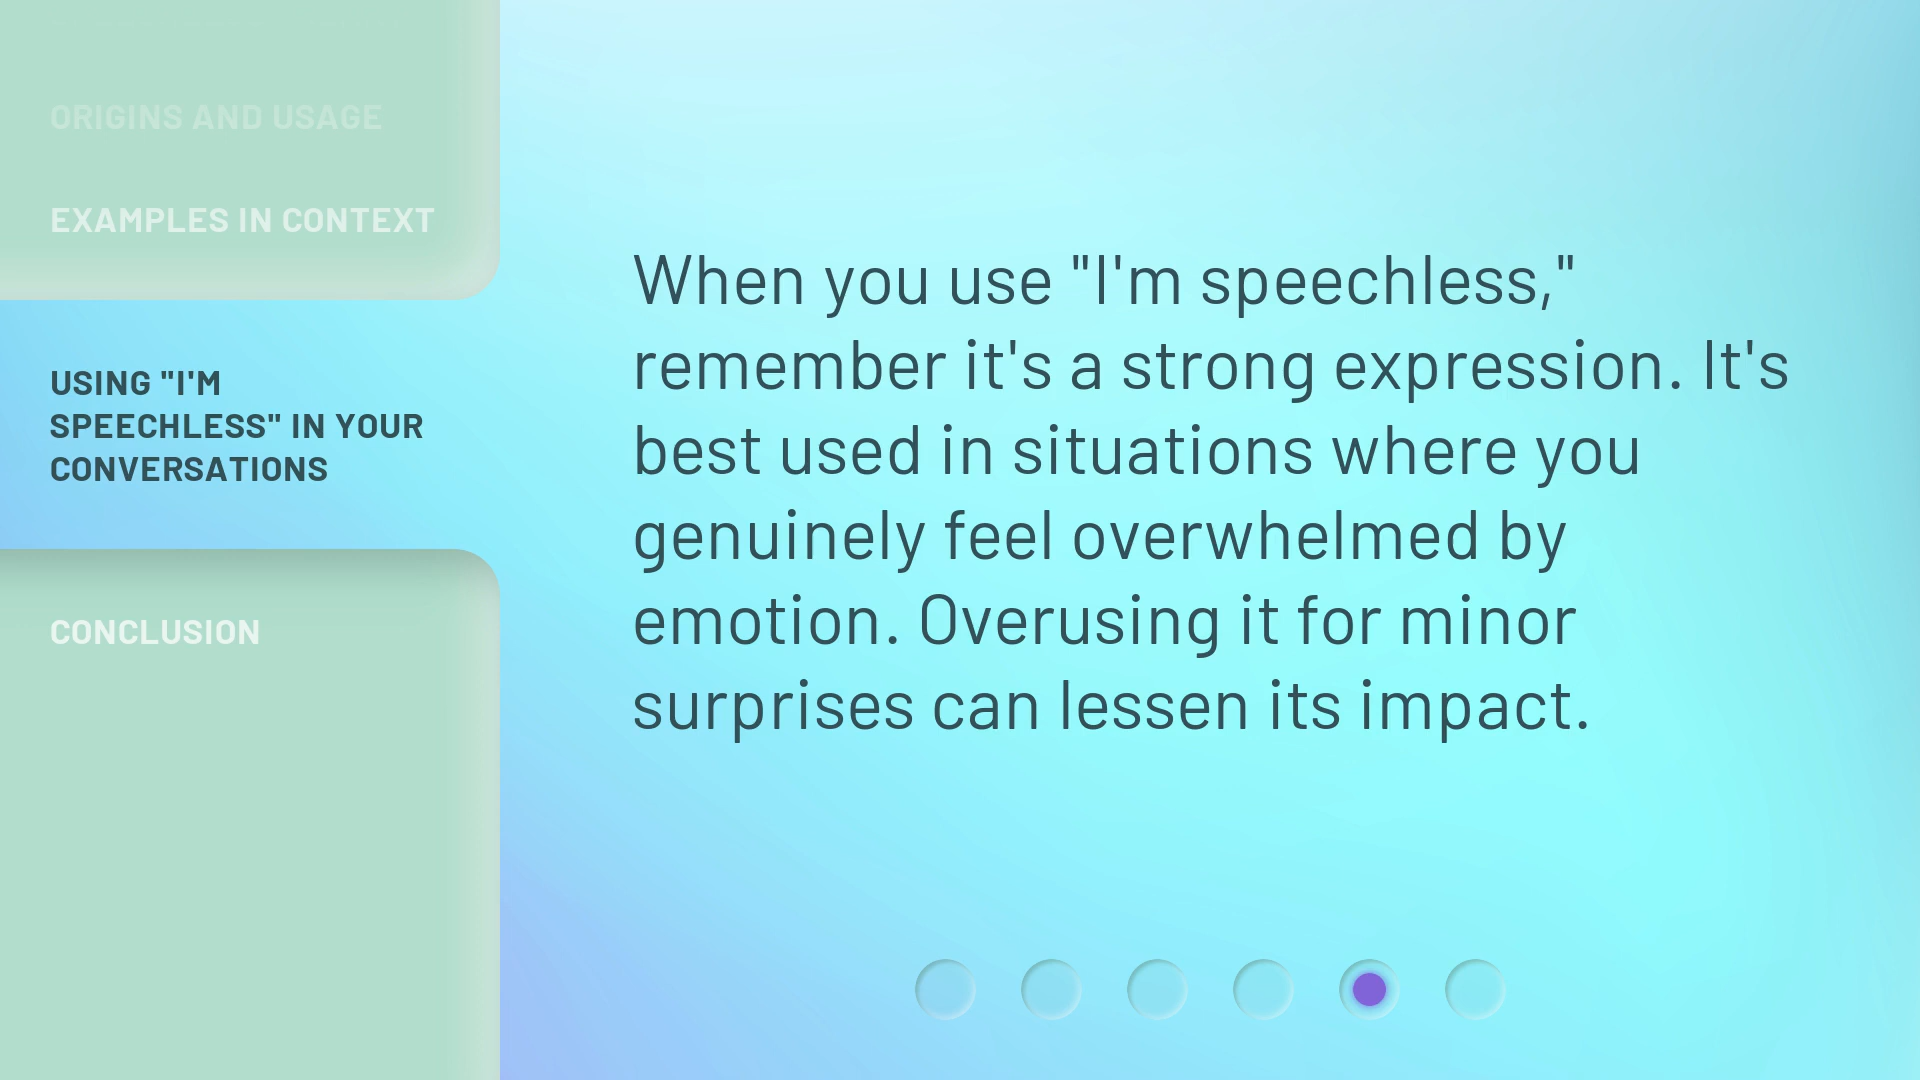 ORIGINS AND USAGE
EXAMPLES IN CONTEXT
USING "I'M
SPEECHLESS" IN YOUR
CONVERSATIONS
CONCLUSION
When you use "I'm speechless,"
remember it's a strong expression. It's
best used in situations where you
genuinely feel overwhelmed by
emotion. Overusing it for minor
surprises can lessen its impact.